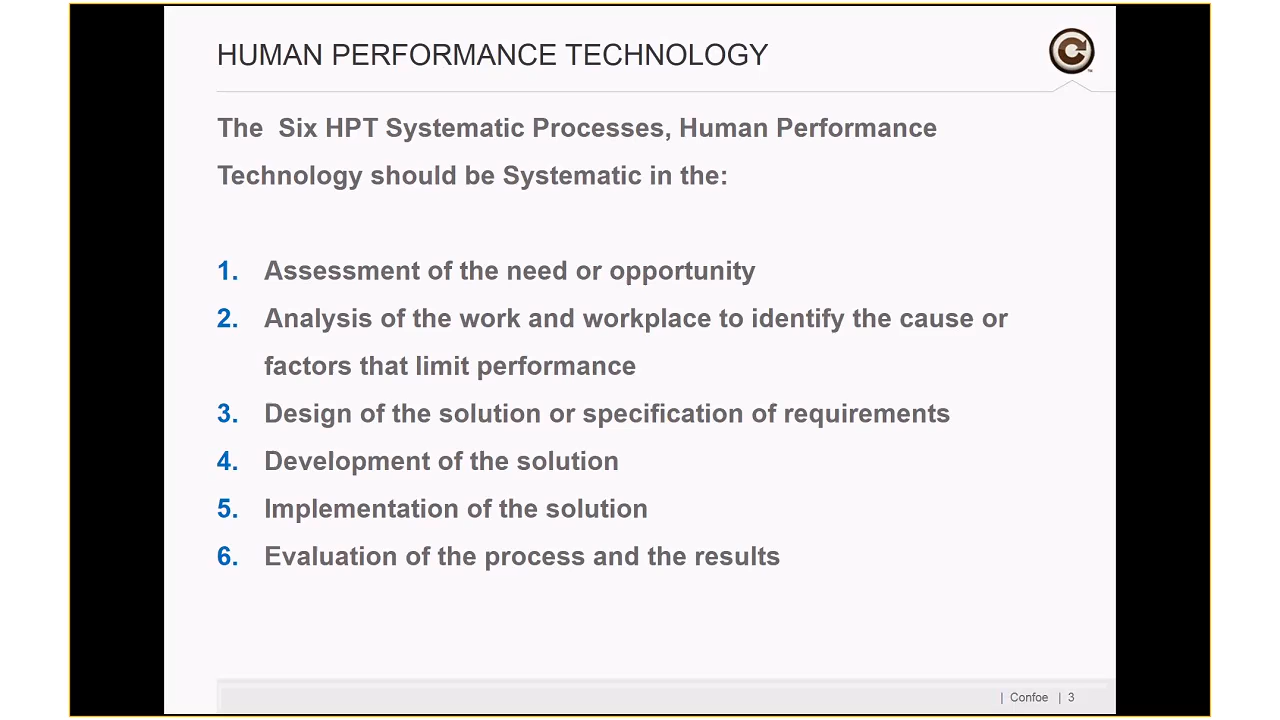 HUMAN PERFORMANCE TECHNOLOGY
C
The  Six HPT Systematic Processes, Human Performance
Technology should be Systematic in the:
1. Assessment of the need or opportunity
2. Analysis of the work and workplace to identify the cause or
factors that limit performance
3. Design of the solution or specification of requirements
4. Development of the solution
5. Implementation of the solution
6. Evaluation of the process and the results
| Confoe | 3